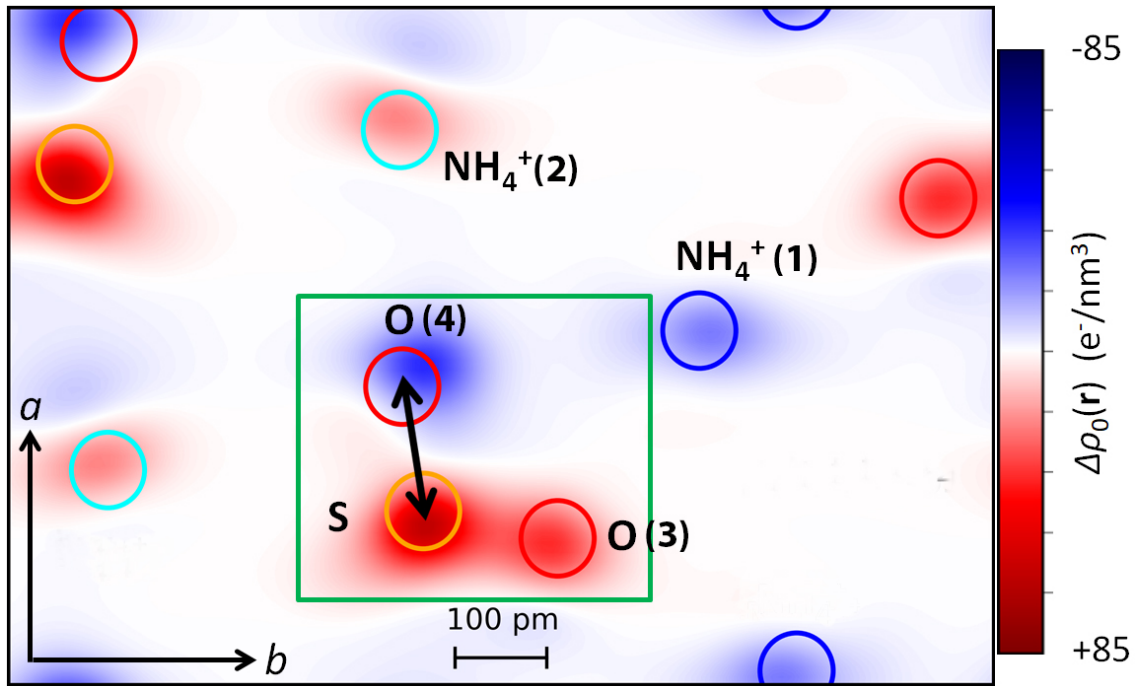 -85
NH₄⁺(2)
NH₄⁺(1)
O(4)
a
S
O(3)
100 pm
b
Δρ₀(r) (e⁻/nm³)
+85